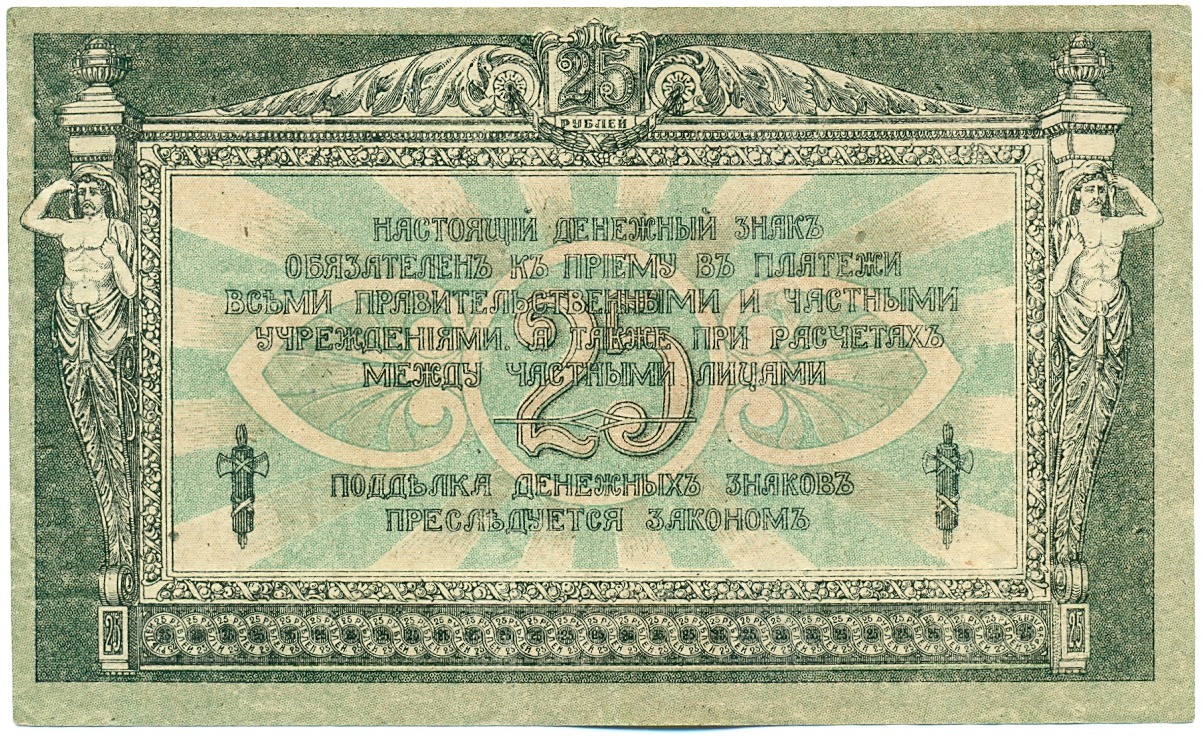 25
РУБЛЕЙ
НАСТОЯЩІЙ ДЕНЕЖНЫЙ ЗНАКЪ
ОБЯЗАТЕЛЕНЪ КЪ ПРІЕМУ ВЪ ПЛАТЕЖИ
ВСѢМИ ПРАВИТЕЛЬСТВЕННЫМИ И ЧАСТНЫМИ
УЧРЕЖДЕНІЯМИ. А ТАКЖЕ ПРИ РАСЧЕТАХЪ
МЕЖДУ ЧАСТНЫМИ ЛИЦАМИ
25
ПОДДѢЛКА ДЕНЕЖНЫХЪ ЗНАКОВЪ
ПРЕСЛѢДУЕТСЯ ЗАКОНОМЪ
25 25